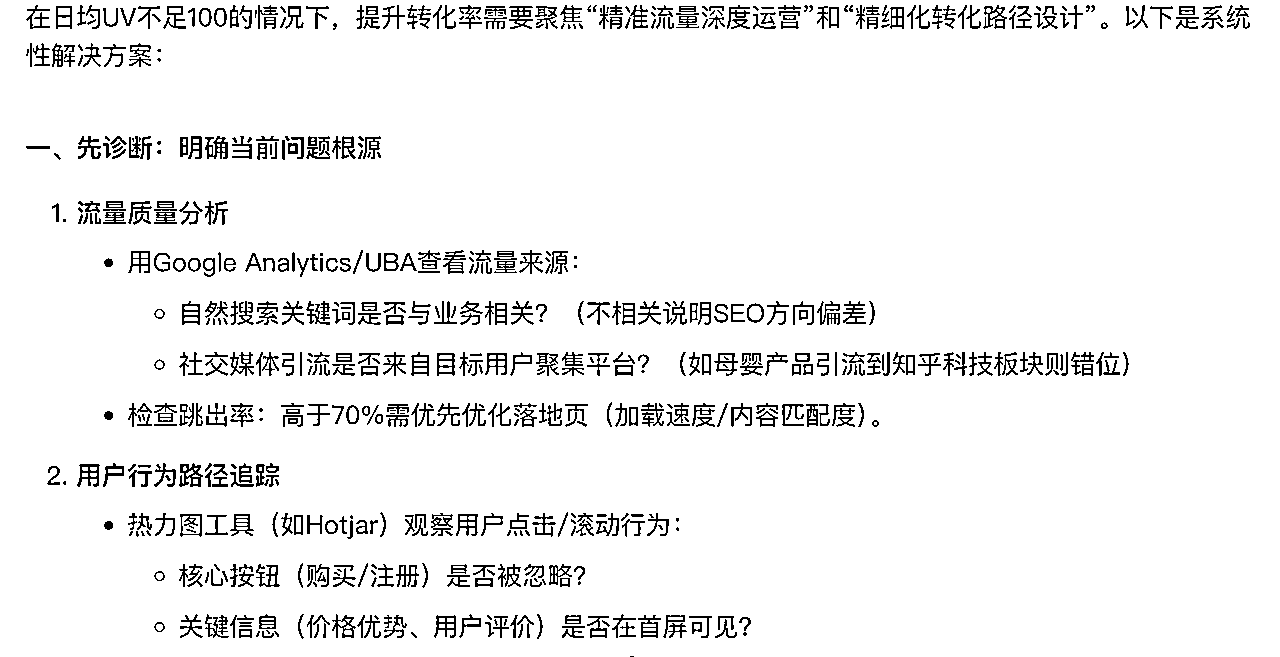 在日均UV不足100的情况下，提升转化率需要聚焦“精准流量深度运营”和“精细化转化路径设计”。以下是系统
性解决方案：
一、先诊断：明确当前问题根源
1. 流量质量分析
• 用Google Analytics/UBA查看流量来源：
◦ 自然搜索关键词是否与业务相关？（不相关说明SEO方向偏差）
◦ 社交媒体引流是否来自目标用户聚集平台？（如母婴产品引流到知乎科技板块则错位）
• 检查跳出率：高于70%需优先优化落地页（加载速度/内容匹配度）。
2. 用户行为路径追踪
• 热力图工具（如Hotjar）观察用户点击/滚动行为：
◦ 核心按钮（购买/注册）是否被忽略？
◦ 关键信息（价格优势、用户评价）是否在首屏可见？